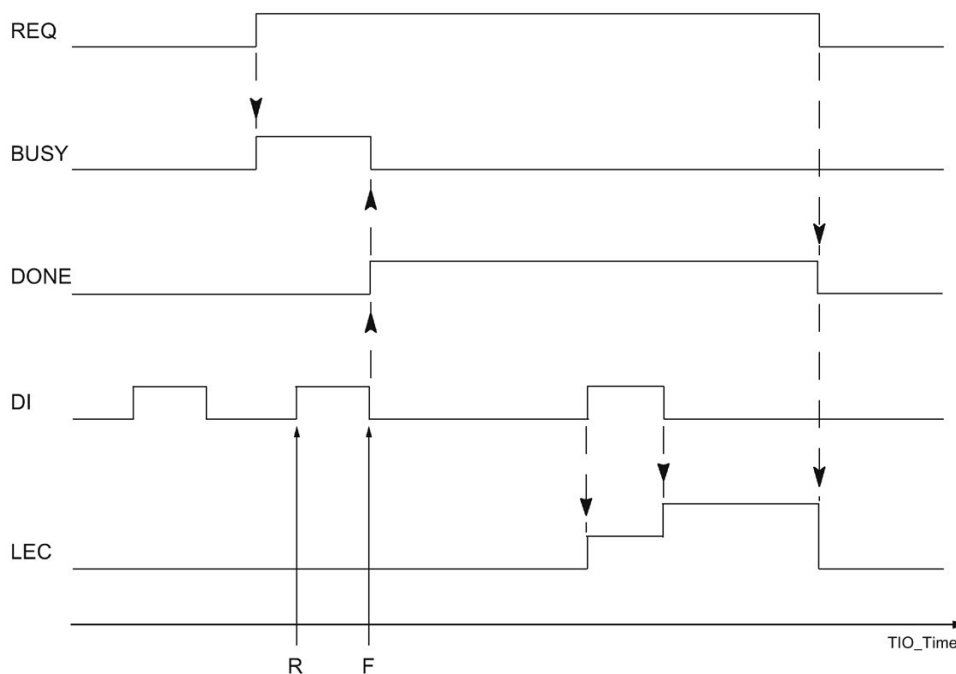 REQ
BUSY
DONE
DI
LEC
TIO_Time
R F